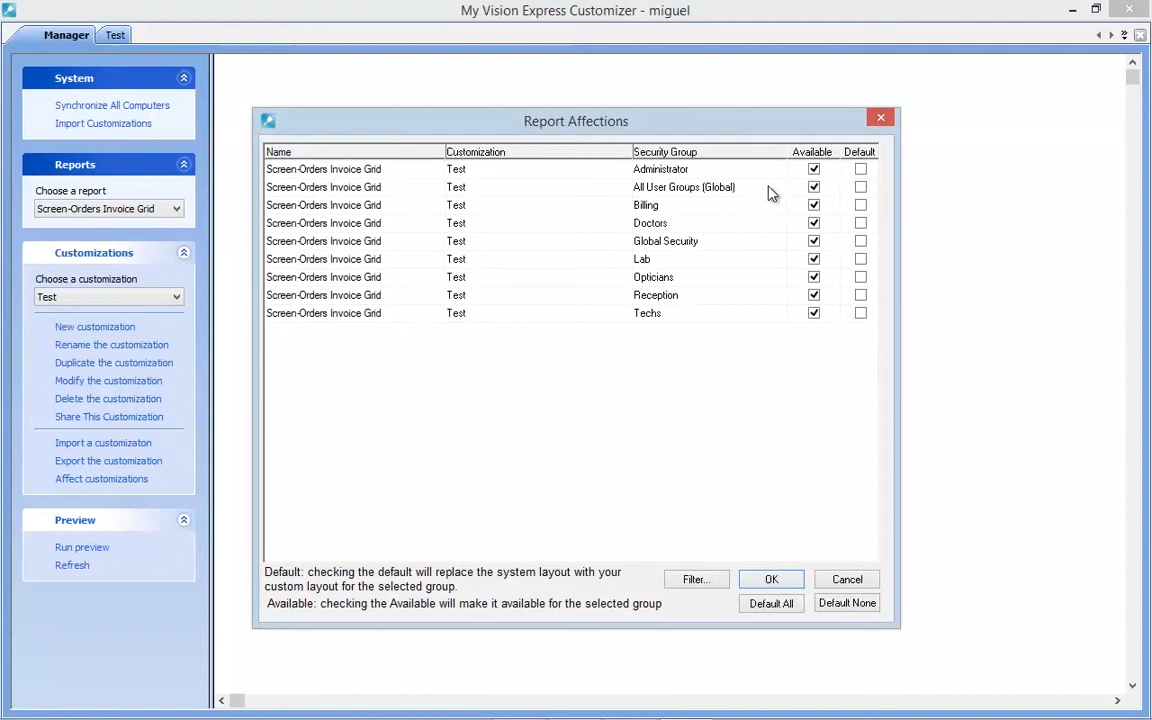 My Vision Express Customizer - miguel
Manager Test
System
Synchronize All Computers
Import Customizations
Reports
Choose a report
Screen-Orders Invoice Grid
Customizations
Choose a customization
Test
New customization
Rename the customization
Duplicate the customization
Modify the customization
Delete the customization
Share This Customization
Import a customizaton
Export the customization
Affect customizations
Preview
Run preview
Refresh
Report Affections
Name Customization Security Group Available Default
Screen-Orders Invoice Grid Test Administrator
Screen-Orders Invoice Grid Test All User Groups (Global)
Screen-Orders Invoice Grid Test Billing
Screen-Orders Invoice Grid Test Doctors
Screen-Orders Invoice Grid Test Global Security
Screen-Orders Invoice Grid Test Lab
Screen-Orders Invoice Grid Test Opticians
Screen-Orders Invoice Grid Test Reception
Screen-Orders Invoice Grid Test Techs
Default: checking the default will replace the system layout with your
custom layout for the selected group.
Available: checking the Available will make it available for the selected group
Filter... OK Cancel
Default All Default None